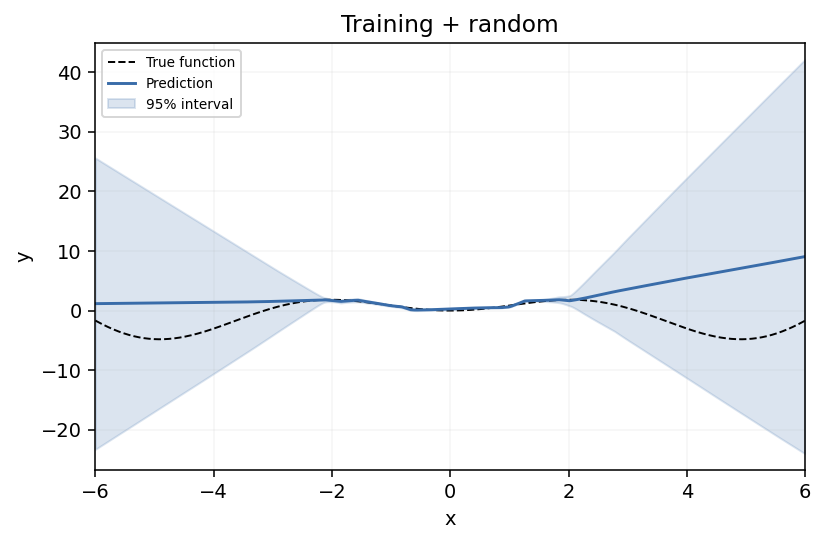 Training + random
True function
Prediction
95% interval
y
40
30
20
10
0
−10
−20
−6 −4 −2 0 2 4 6
x